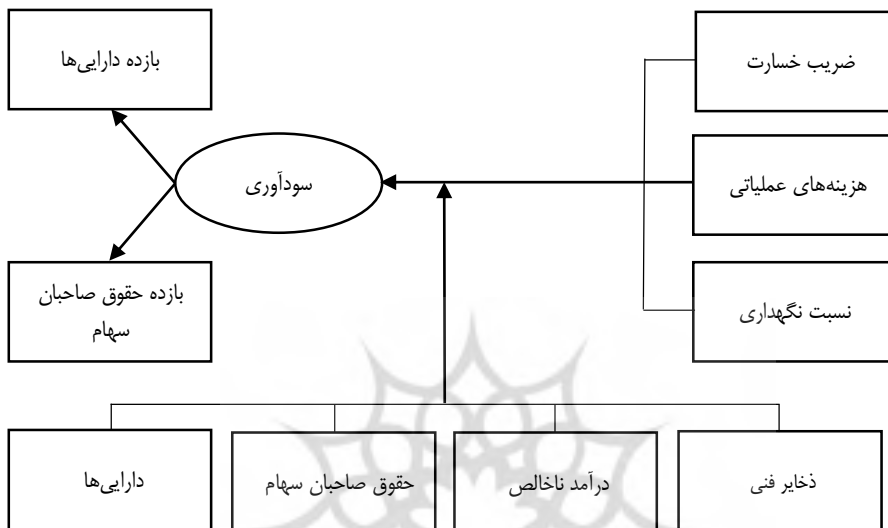 ضریب خسارت
بازده دارایی‌ها
هزینه‌های عملیاتی
سودآوری
نسبت نگهداری
بازده حقوق صاحبان
سهام
ذخایر فنی
درآمد ناخالص
حقوق صاحبان سهام
دارایی‌ها